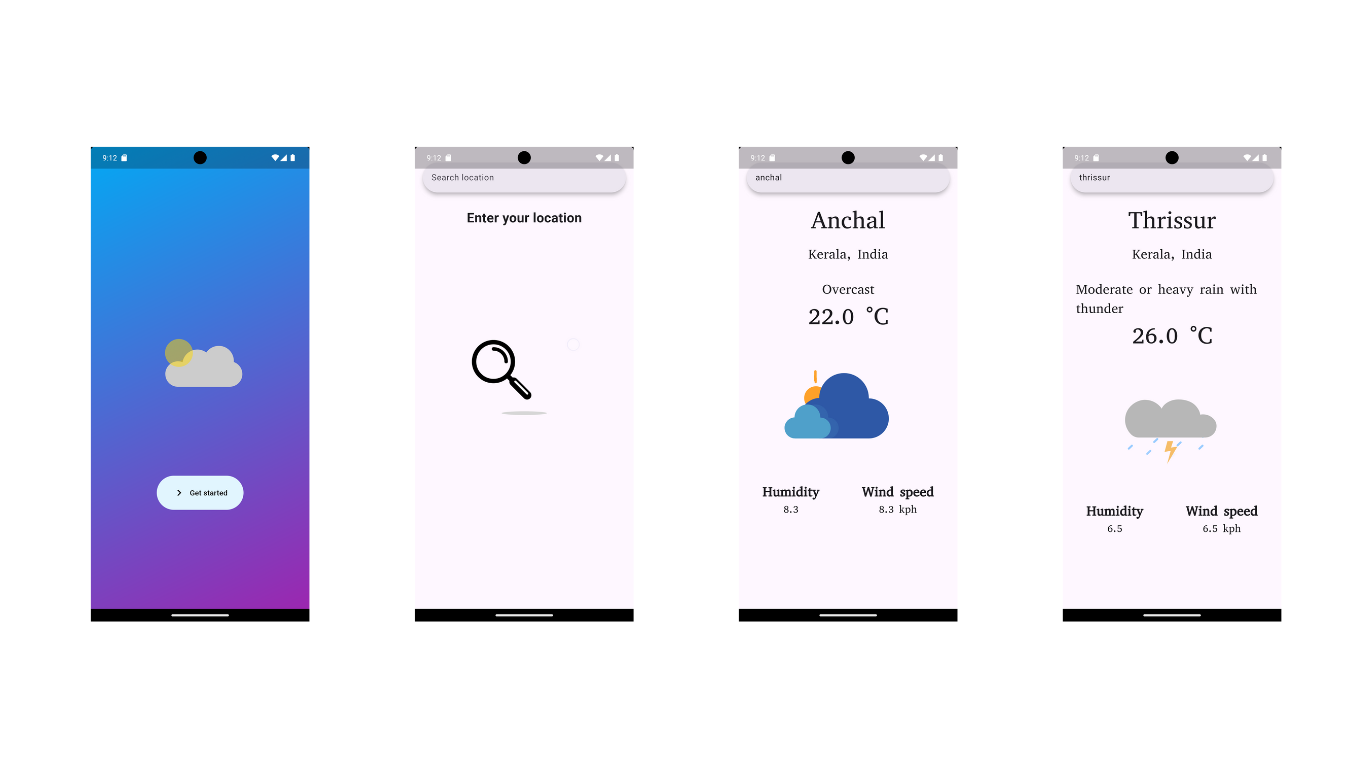 9:12
Get started
9:12
Search location
Enter your location
9:12
anchal
Anchal
Kerala, India
Overcast
22.0 °C
Humidity
8.3
Wind speed
8.3 kph
9:12
thrissur
Thrissur
Kerala, India
Moderate or heavy rain with
thunder
26.0 °C
Humidity
6.5
Wind speed
6.5 kph